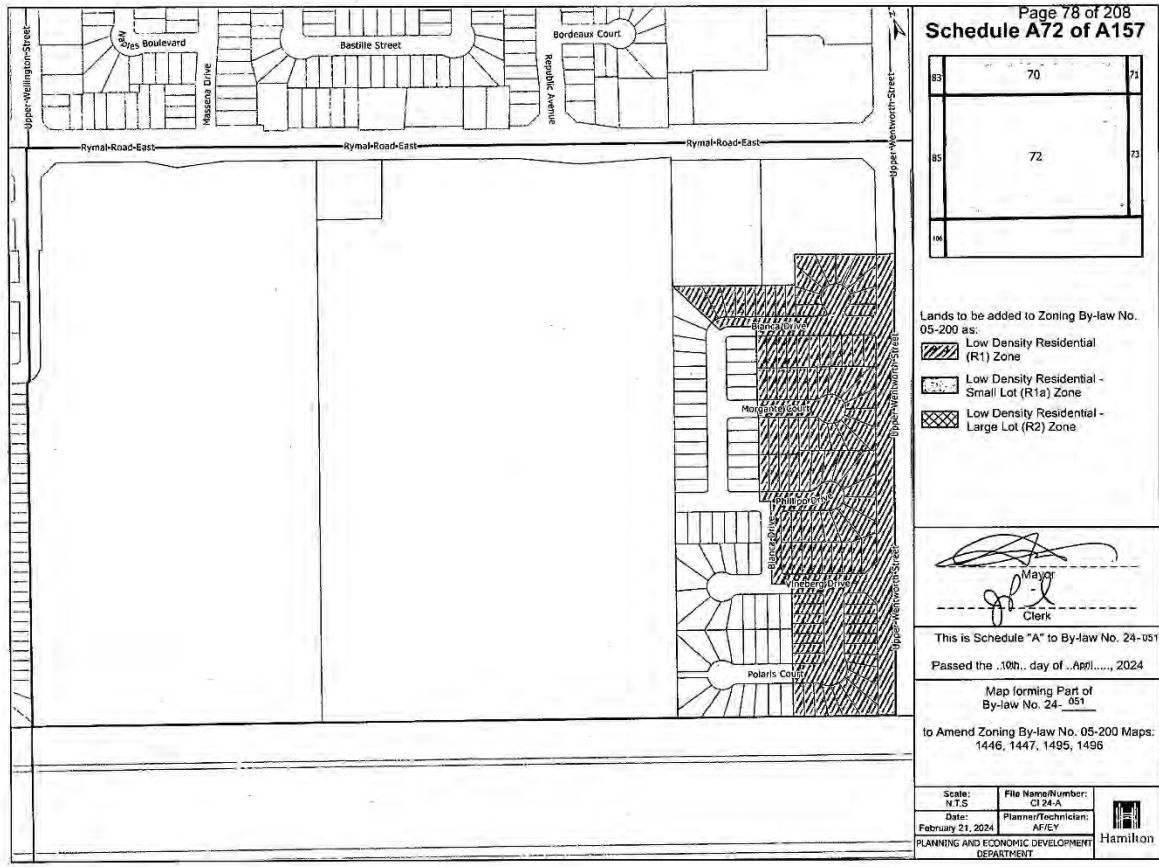 Page 78 of 208
Schedule A72 of A157
Upper Wellington Street
Naples Boulevard
Massena Drive
Bastille Street
Republic Avenue
Bordeaux Court
Upper Wentworth Street
Rymal Road East
Rymal Road East
Rymal Road East
Bianca Drive
Upper Wentworth Street
Morgante Court
Phillipo Drive
Bianca Drive
Vineberg Drive
Upper Wentworth Street
Polaris Court
83
70
71
85
72
73
106
Lands to be added to Zoning By-law No.
05-200 as:
Low Density Residential
(R1) Zone
Low Density Residential -
Small Lot (R1a) Zone
Low Density Residential -
Large Lot (R2) Zone
Mayor
Clerk
This is Schedule "A" to By-law No. 24-051
Passed the ..10th.. day of ..April....., 2024
Map forming Part of
By-law No. 24- 051
to Amend Zoning By-law No. 05-200 Maps:
1446, 1447, 1495, 1496
Scale:
N.T.S
File Name/Number:
CI 24-A
Date:
February 21, 2024
Planner/Technician:
AF/EY
PLANNING AND ECONOMIC DEVELOPMENT
DEPARTMENT
Hamilton